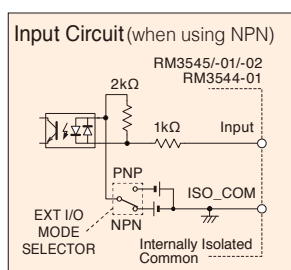 Input Circuit (when using NPN)
RM3545/-01/-02
RM3544-01
2kΩ
1kΩ
Input
PNP
ISO_COM
EXT I/O
MODE
SELECTOR
NPN
Internally Isolated
Common